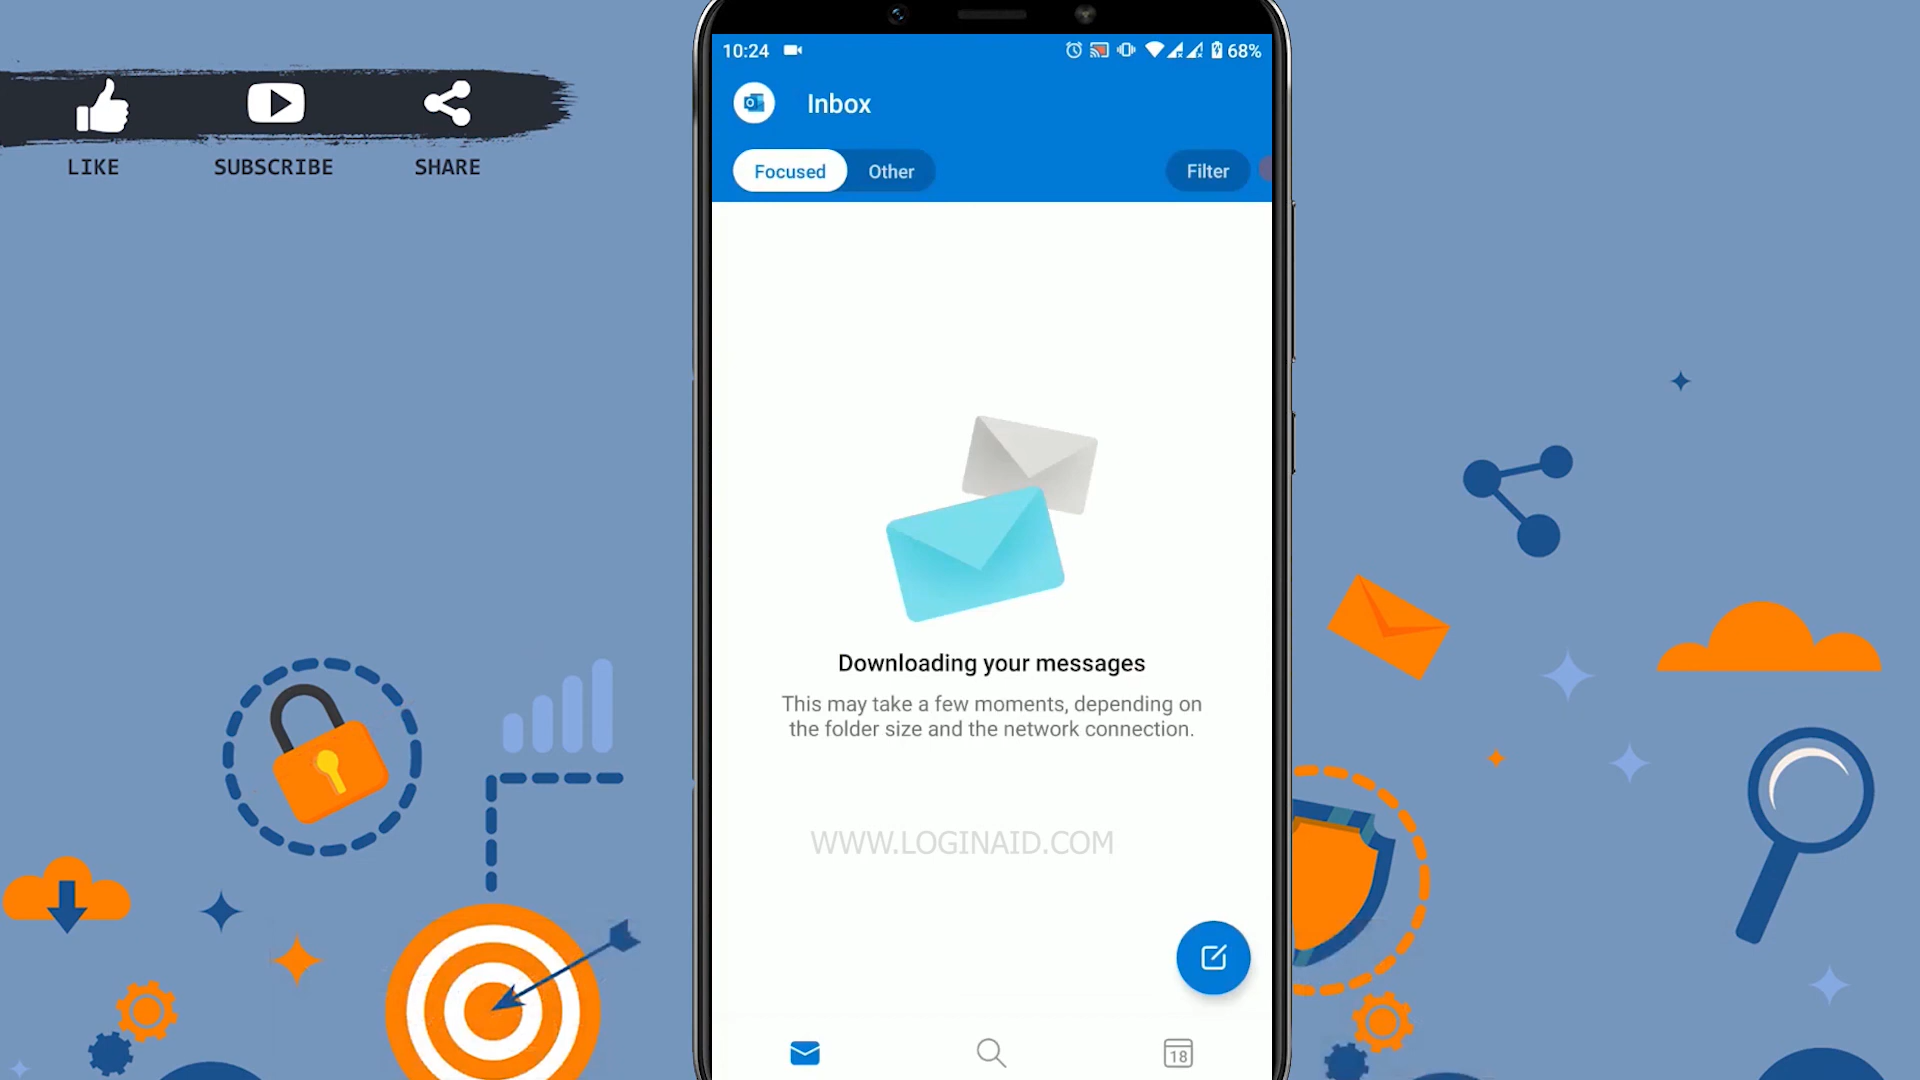 LIKE
SUBSCRIBE
SHARE
10:24
68%
Inbox
Focused
Other
Filter
Downloading your messages
This may take a few moments, depending on
the folder size and the network connection.
WWW.LOGINAID.COM
18